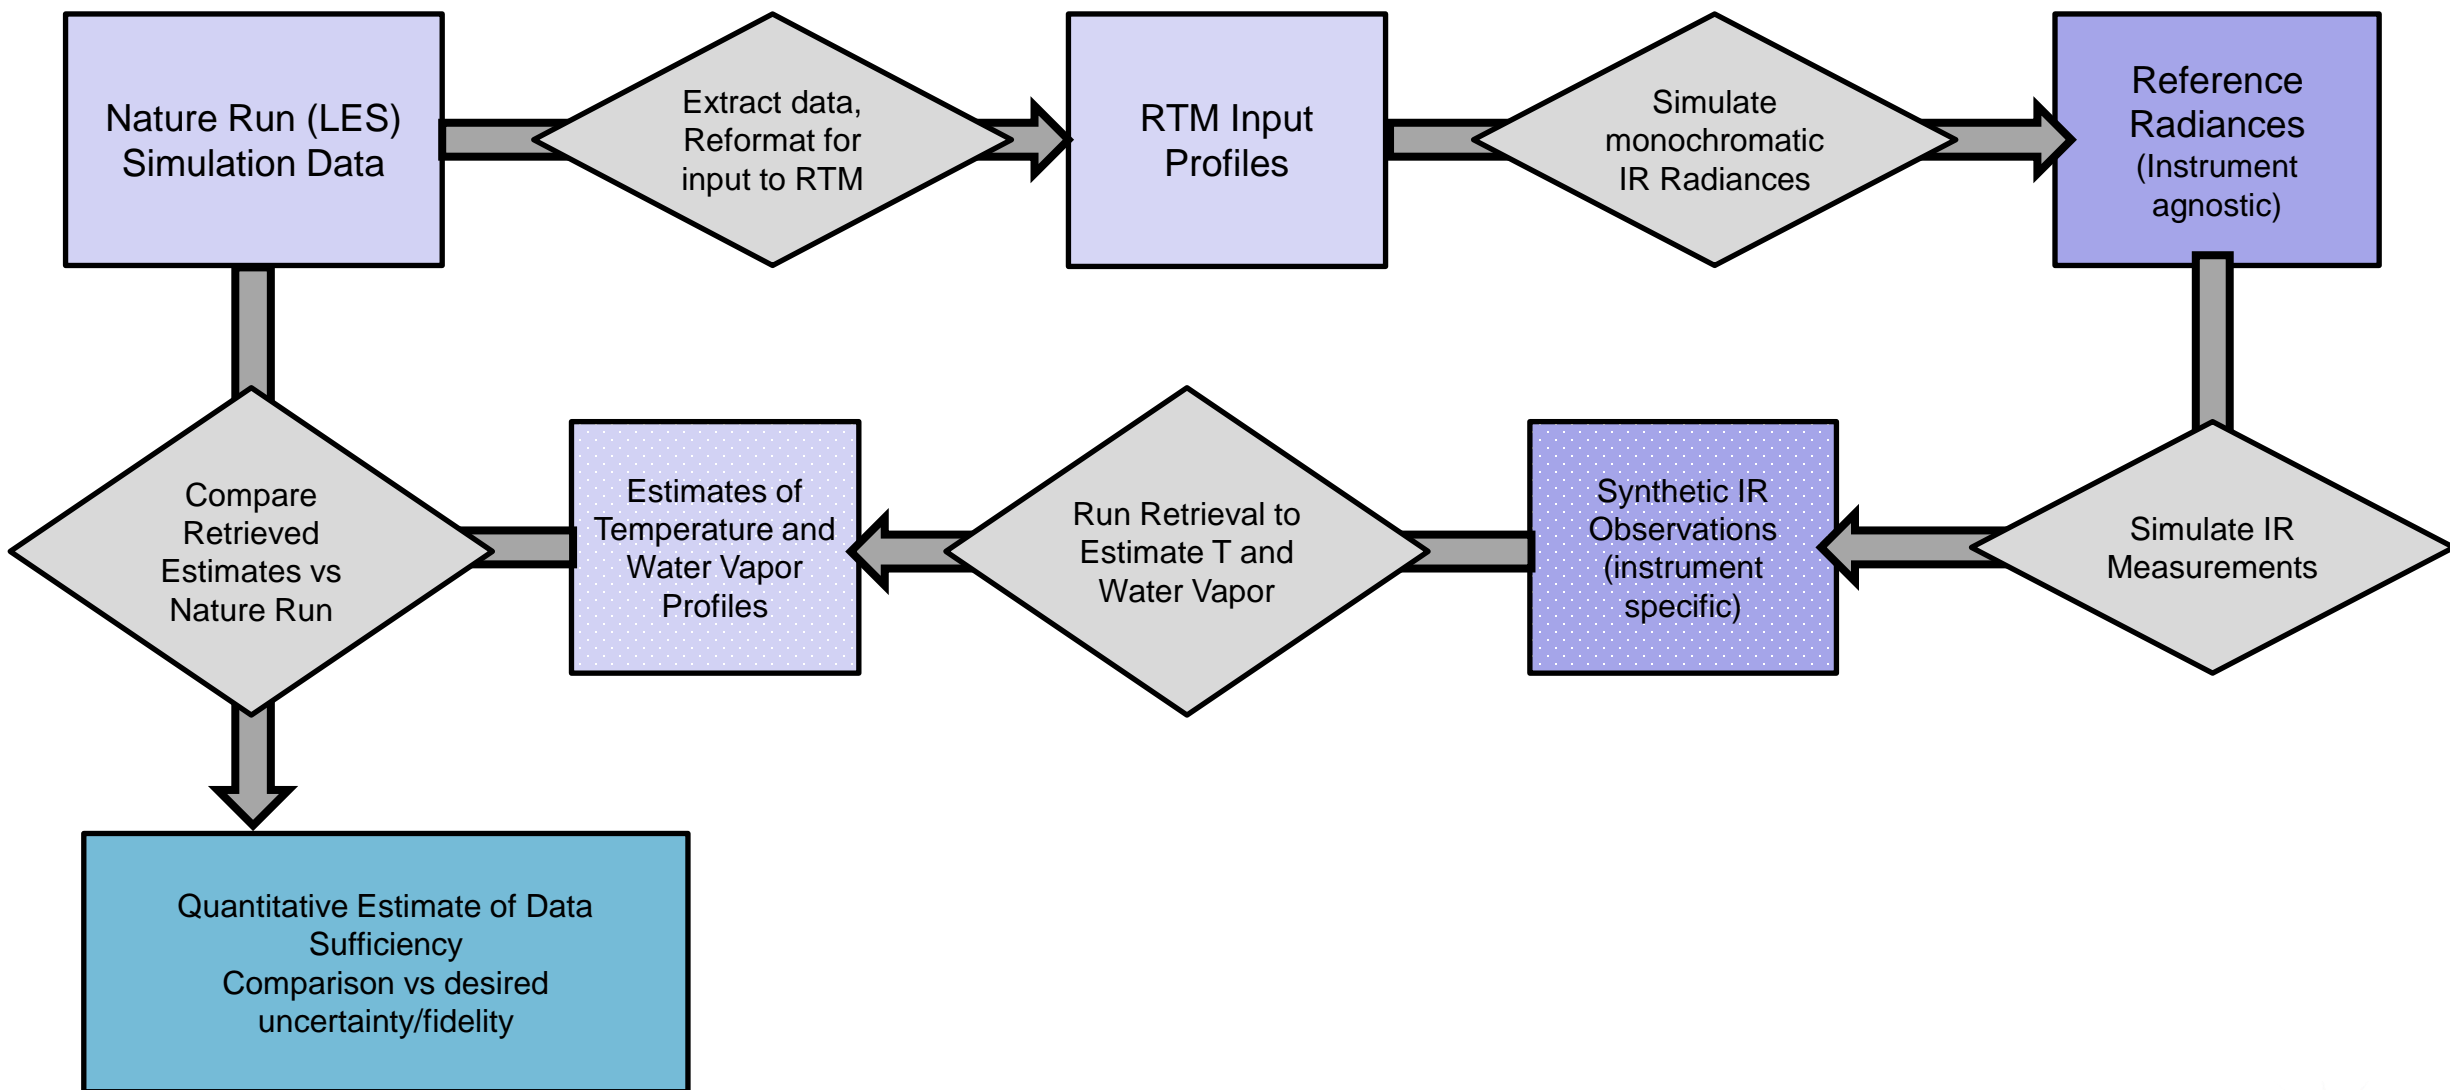 Nature Run (LES)
Simulation Data
Extract data,
Reformat for
input to RTM
RTM Input
Profiles
Simulate
monochromatic
IR Radiances
Reference
Radiances
(Instrument
agnostic)
Compare
Retrieved
Estimates vs
Nature Run
Estimates of
Temperature and
Water Vapor
Profiles
Run Retrieval to
Estimate T and
Water Vapor
Synthetic IR
Observations
(instrument
specific)
Simulate IR
Measurements
Quantitative Estimate of Data
Sufficiency
Comparison vs desired
uncertainty/fidelity